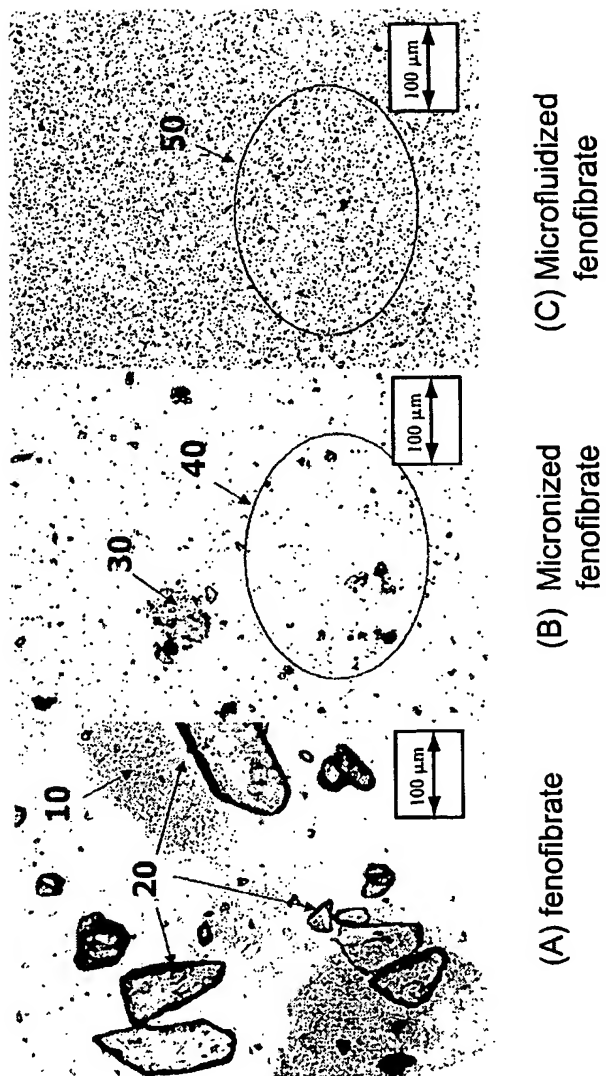 10
20
100 µm
(A) fenofibrate
30
40
100 µm
(B) Micronized
fenofibrate
50
100 µm
(C) Microfluidized
fenofibrate